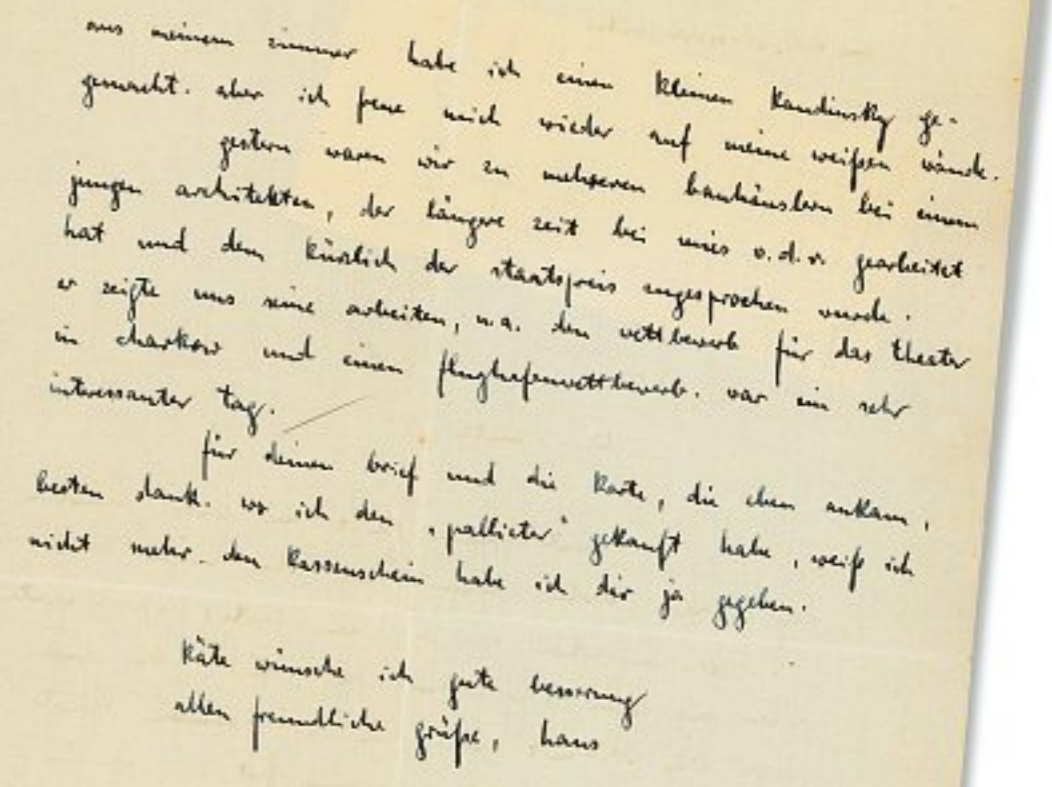 aus meinem zimmer habe ich einen kleinen Kandinsky ge-
gemacht. aber ich freue mich wieder auf meine weißen wände.
gestern waren wir zu mehreren bauhäuslern bei einem
jungen architekten, der längere zeit bei mies v.d.r. gearbeitet
hat und dem kürzlich der staatspreis zugesprochen wurde.
er zeigte uns seine arbeiten, u.a. den wettbewerb für das theater
in charkow und einen flughafenwettbewerb. war ein sehr
interessanter tag.
für deinen brief und die karte, die eben ankam,
besten dank. wo ich den „pallieter“ gekauft habe, weiß ich
nicht mehr. den kassenschein habe ich dir ja gegeben.
käte wünsche ich gute besserung
allen freundliche grüße, hans